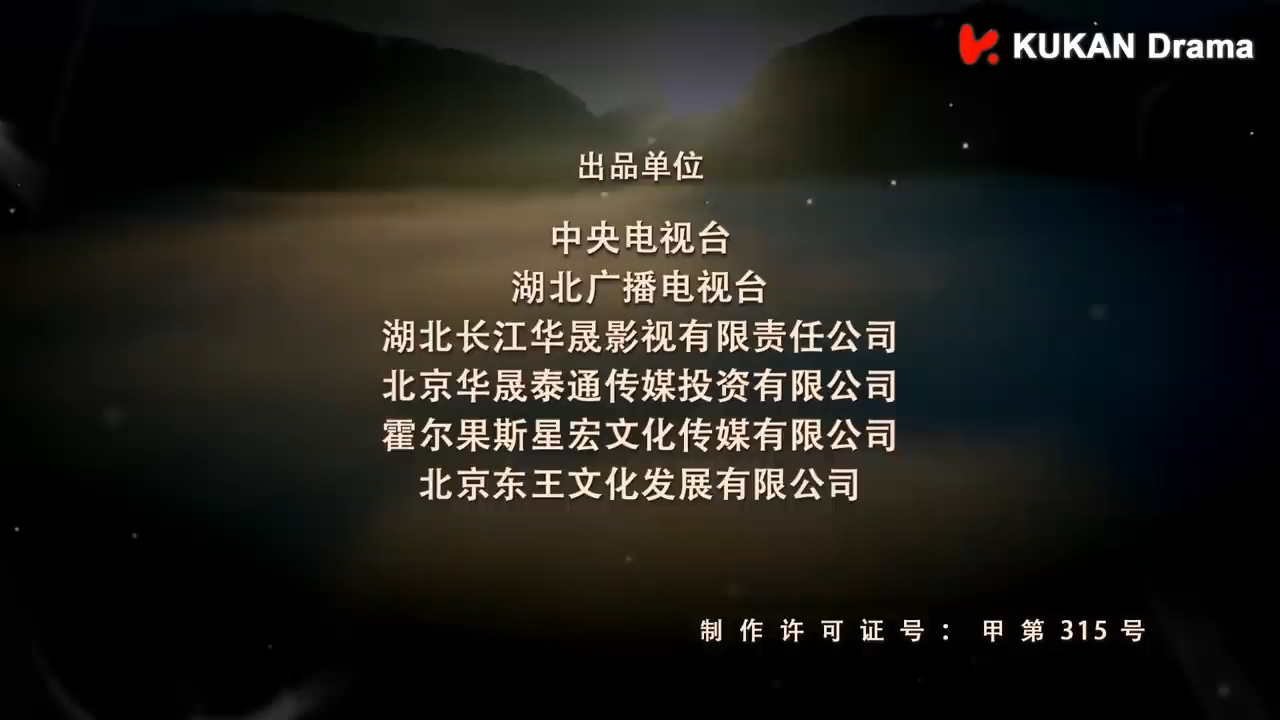 KUKAN Drama
出品单位
中央电视台
湖北广播电视台
湖北长江华晟影视有限责任公司
北京华晟泰通传媒投资有限公司
霍尔果斯星宏文化传媒有限公司
北京东王文化发展有限公司
制作许可证号：甲第315号